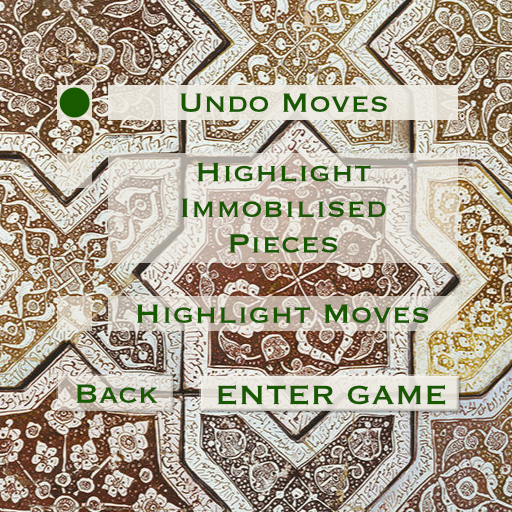 Undo Moves
Highlight
Immobilised
Pieces
Highlight Moves
Back
ENTER GAME